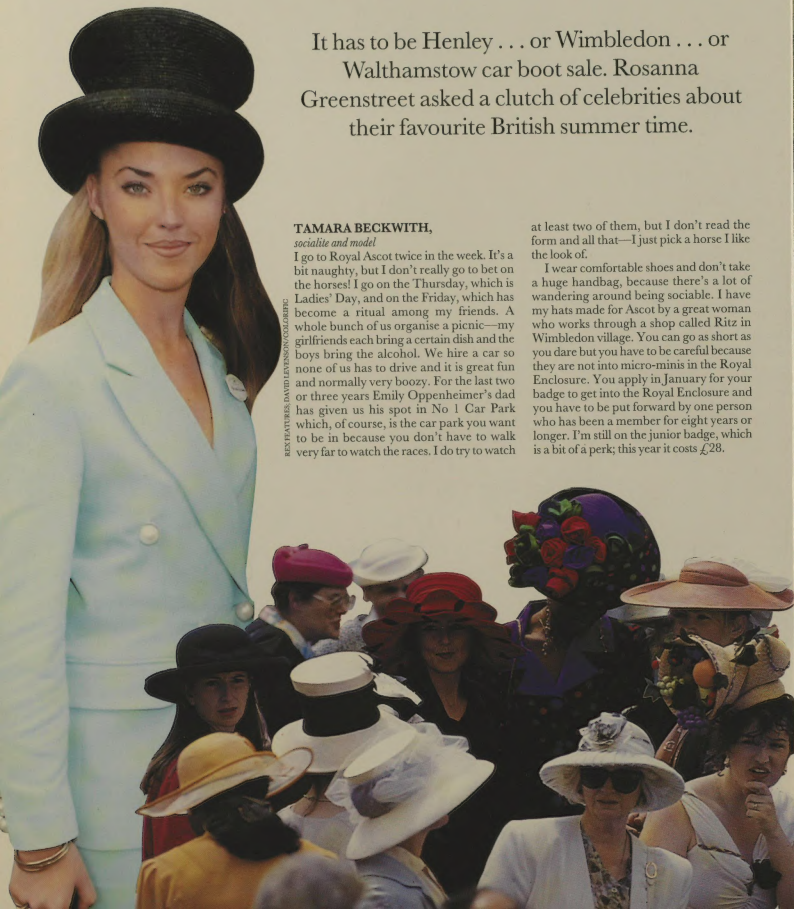 It has to be Henley . . . or Wimbledon . . . or
Walthamstow car boot sale. Rosanna
Greenstreet asked a clutch of celebrities about
their favourite British summer time.
TAMARA BECKWITH,
socialite and model
I go to Royal Ascot twice in the week. It's a
bit naughty, but I don't really go to bet on
the horses! I go on the Thursday, which is
Ladies' Day, and on the Friday, which has
become a ritual among my friends. A
whole bunch of us organise a picnic—my
girlfriends each bring a certain dish and the
boys bring the alcohol. We hire a car so
none of us has to drive and it is great fun
and normally very boozy. For the last two
or three years Emily Oppenheimer's dad
has given us his spot in No 1 Car Park
which, of course, is the car park you want
to be in because you don't have to walk
very far to watch the races. I do try to watch
at least two of them, but I don't read the
form and all that—I just pick a horse I like
the look of.
I wear comfortable shoes and don't take
a huge handbag, because there's a lot of
wandering around being sociable. I have
my hats made for Ascot by a great woman
who works through a shop called Ritz in
Wimbledon village. You can go as short as
you dare but you have to be careful because
they are not into micro-minis in the Royal
Enclosure. You apply in January for your
badge to get into the Royal Enclosure and
you have to be put forward by one person
who has been a member for eight years or
longer. I'm still on the junior badge, which
is a bit of a perk; this year it costs £28.
REX FEATURES; DAVID LEVENSON/COLORIFIC